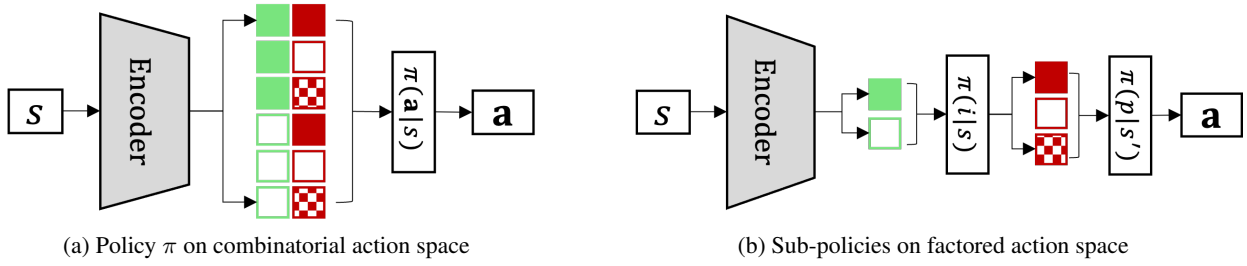 s
Encoder
π(a|s)
a
(a) Policy π on combinatorial action space
s
Encoder
π(i|s)
π(p|s′)
a
(b) Sub-policies on factored action space